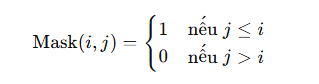 Mask(i, j) = { 1 nếu j ≤ i
0 nếu j > i